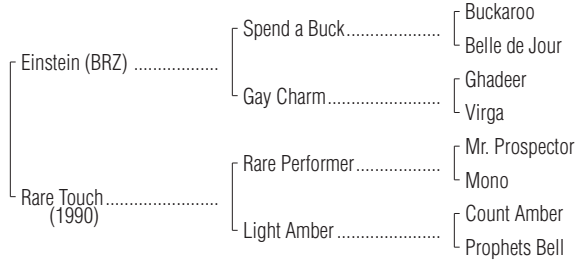 Buckaroo
Spend a Buck....................
Belle de Jour
Einstein (BRZ) ..................
Ghadeer
Gay Charm........................
Virga
Mr. Prospector
Rare Performer..................
Mono
Rare Touch........................
(1990)
Count Amber
Light Amber ......................
Prophets Bell